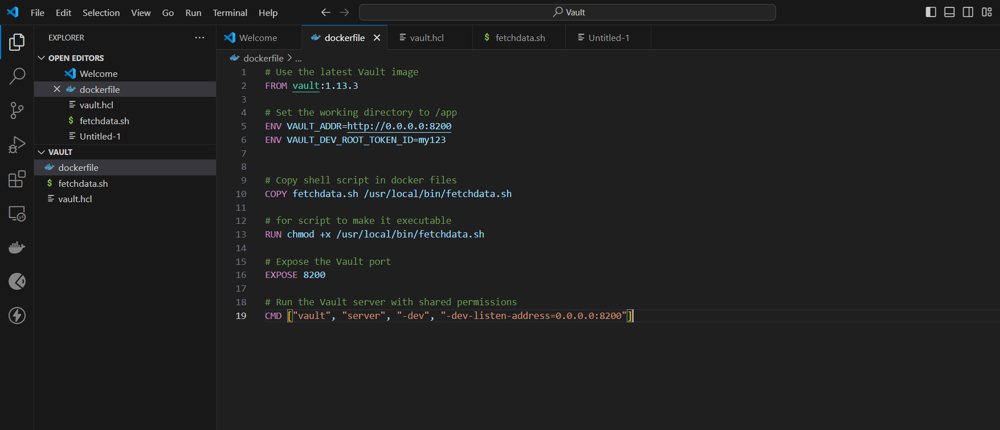 File Edit Selection View Go Run Terminal Help
Vault
EXPLORER
OPEN EDITORS
Welcome
dockerfile
vault.hcl
fetchdata.sh
Untitled-1
VAULT
dockerfile
fetchdata.sh
vault.hcl
Welcome dockerfile vault.hcl fetchdata.sh Untitled-1
dockerfile > ...
1 # Use the latest Vault image
2 FROM vault:1.13.3
3
4 # Set the working directory to /app
5 ENV VAULT_ADDR=http://0.0.0.0:8200
6 ENV VAULT_DEV_ROOT_TOKEN_ID=my123
7
8
9 # Copy shell script in docker files
10 COPY fetchdata.sh /usr/local/bin/fetchdata.sh
11
12 # for script to make it executable
13 RUN chmod +x /usr/local/bin/fetchdata.sh
14
15 # Expose the Vault port
16 EXPOSE 8200
17
18 # Run the Vault server with shared permissions
19 CMD ["vault", "server", "-dev", "-dev-listen-address=0.0.0.0:8200"]